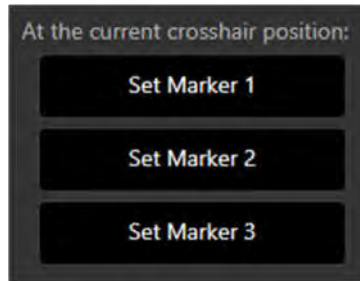 At the current crosshair position:
Set Marker 1
Set Marker 2
Set Marker 3